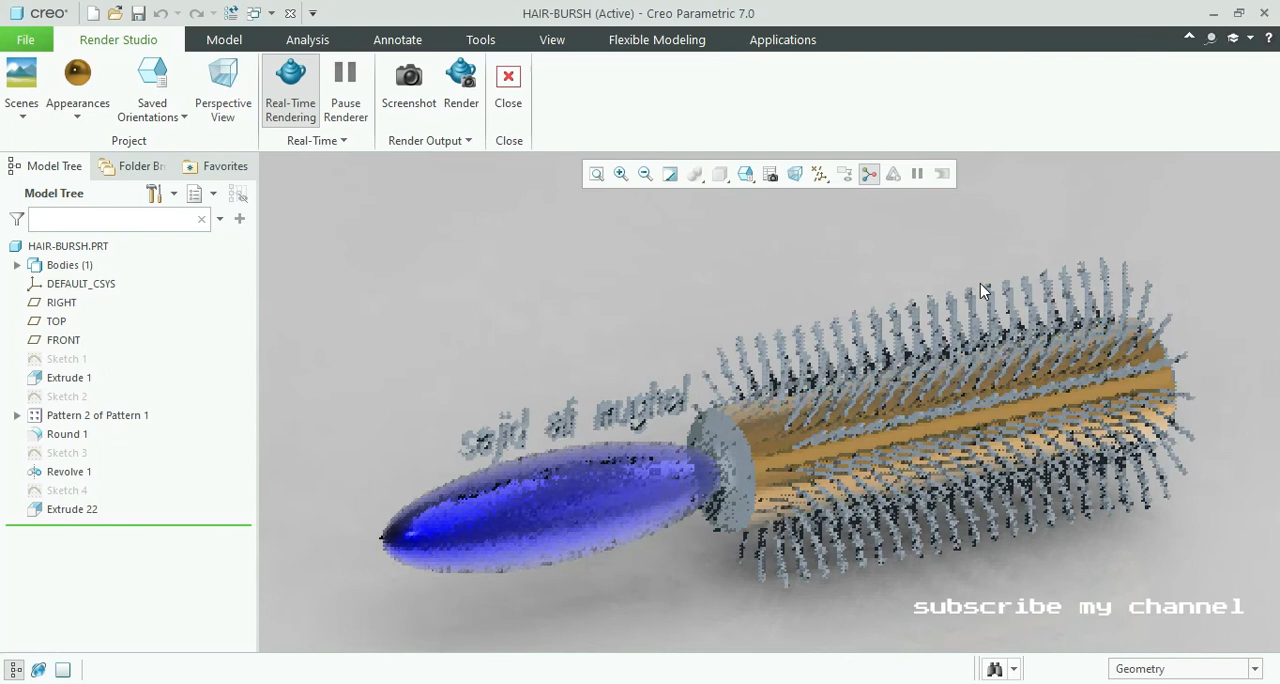 creo HAIR-BURSH (Active) - Creo Parametric 7.0
File Render Studio Model Analysis Annotate Tools View Flexible Modeling Applications
Scenes Appearances Saved Orientations Perspective View Real-Time Rendering Pause Renderer Screenshot Render Close
Project Real-Time Render Output Close
Model Tree Folder Br Favorites
Model Tree
HAIR-BURSH.PRT
Bodies (1)
DEFAULT_CSYS
RIGHT
TOP
FRONT
Sketch 1
Extrude 1
Sketch 2
Pattern 2 of Pattern 1
Round 1
Sketch 3
Revolve 1
Sketch 4
Extrude 22
subscribe my channel
Geometry